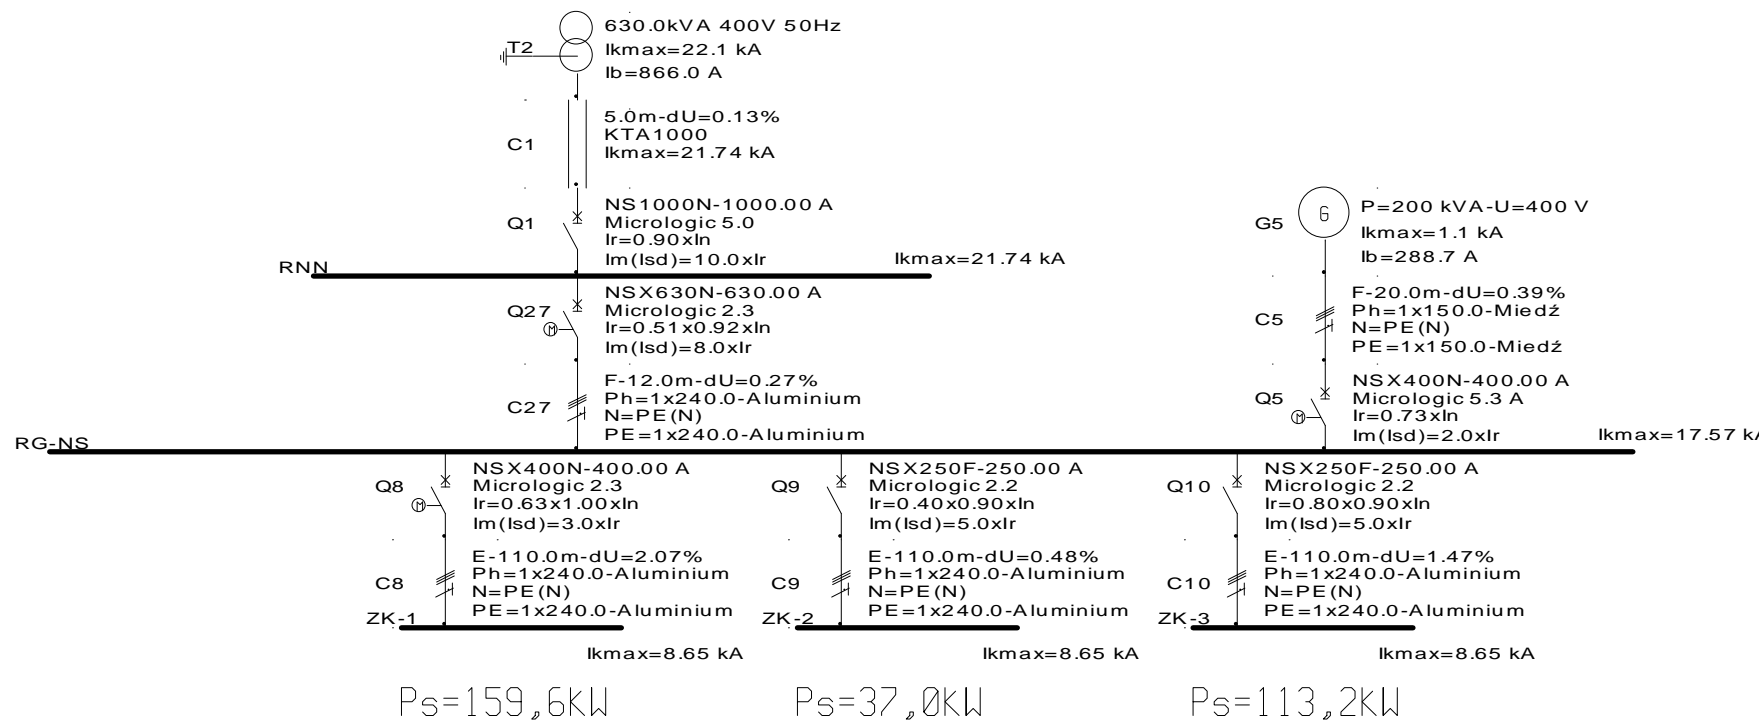 630.0kVA 400V 50Hz
T2
Ikmax=22.1 kA
Ib=866.0 A
5.0m-dU=0.13%
KTA1000
C1
Ikmax=21.74 kA
NS1000N-1000.00 A
Q1
Micrologic 5.0
Ir=0.90xIn
Im(Isd)=10.0xIr
RNN
Ikmax=21.74 kA
G
G5
P=200 kVA-U=400 V
Ikmax=1.1 kA
Ib=288.7 A
NSX630N-630.00 A
Q27
Micrologic 2.3
M
Ir=0.51x0.92xIn
Im(Isd)=8.0xIr
F-20.0m-dU=0.39%
C5
Ph=1x150.0-Miedź
N=PE(N)
PE=1x150.0-Miedź
F-12.0m-dU=0.27%
C27
Ph=1x240.0-Aluminium
N=PE(N)
PE=1x240.0-Aluminium
NSX400N-400.00 A
Q5
Micrologic 5.3 A
M
Ir=0.73xIn
Im(Isd)=2.0xIr
RG-NS
Ikmax=17.57 kA
NSX400N-400.00 A
Q8
Micrologic 2.3
M
Ir=0.63x1.00xIn
Im(Isd)=3.0xIr
E-110.0m-dU=2.07%
C8
Ph=1x240.0-Aluminium
N=PE(N)
PE=1x240.0-Aluminium
ZK-1
Ikmax=8.65 kA
Ps=159,6KW
NSX250F-250.00 A
Q9
Micrologic 2.2
Ir=0.40x0.90xIn
Im(Isd)=5.0xIr
E-110.0m-dU=0.48%
C9
Ph=1x240.0-Aluminium
N=PE(N)
PE=1x240.0-Aluminium
ZK-2
Ikmax=8.65 kA
Ps=37,0KW
NSX250F-250.00 A
Q10
Micrologic 2.2
Ir=0.80x0.90xIn
Im(Isd)=5.0xIr
E-110.0m-dU=1.47%
C10
Ph=1x240.0-Aluminium
N=PE(N)
PE=1x240.0-Aluminium
ZK-3
Ikmax=8.65 kA
Ps=113,2KW